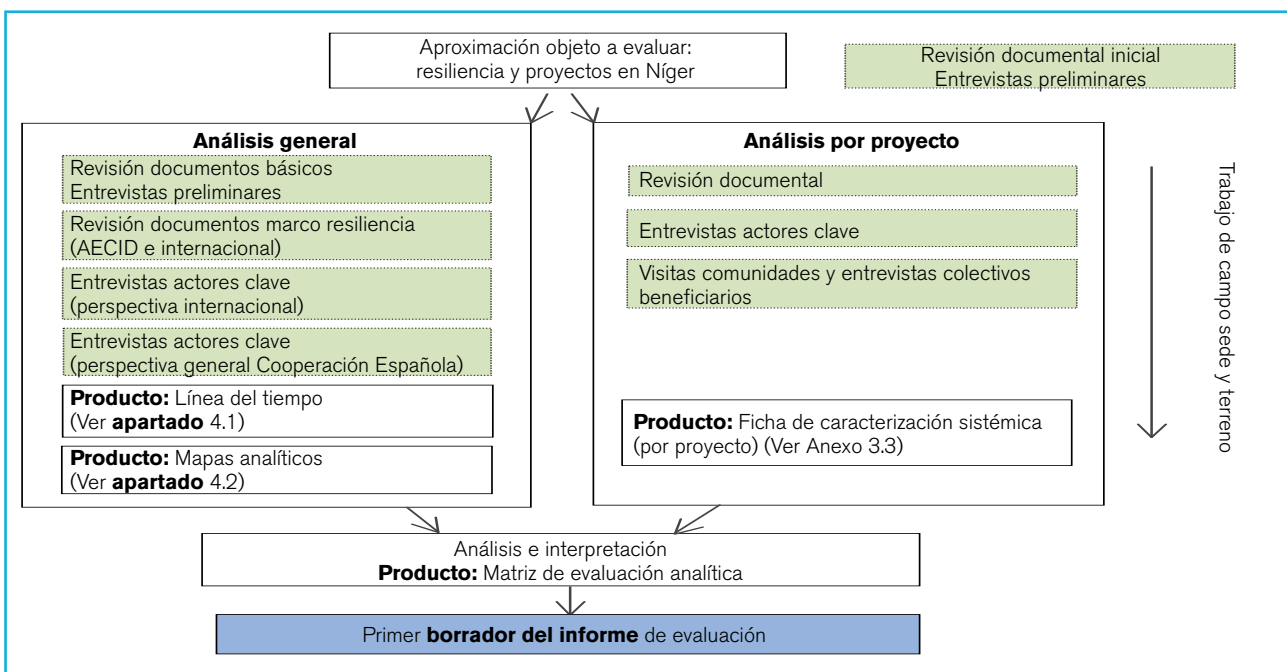 Aproximación objeto a evaluar:
resiliencia y proyectos en Níger
Revisión documental inicial
Entrevistas preliminares
Análisis general
Revisión documentos básicos
Entrevistas preliminares
Revisión documentos marco resiliencia
(AECID e internacional)
Entrevistas actores clave
(perspectiva internacional)
Entrevistas actores clave
(perspectiva general Cooperación Española)
Producto: Línea del tiempo
(Ver apartado 4.1)
Producto: Mapas analíticos
(Ver apartado 4.2)
Análisis por proyecto
Revisión documental
Entrevistas actores clave
Visitas comunidades y entrevistas colectivos
beneficiarios
Producto: Ficha de caracterización sistémica
(por proyecto) (Ver Anexo 3.3)
Trabajo de campo sede y terreno
Análisis e interpretación
Producto: Matriz de evaluación analítica
Primer borrador del informe de evaluación